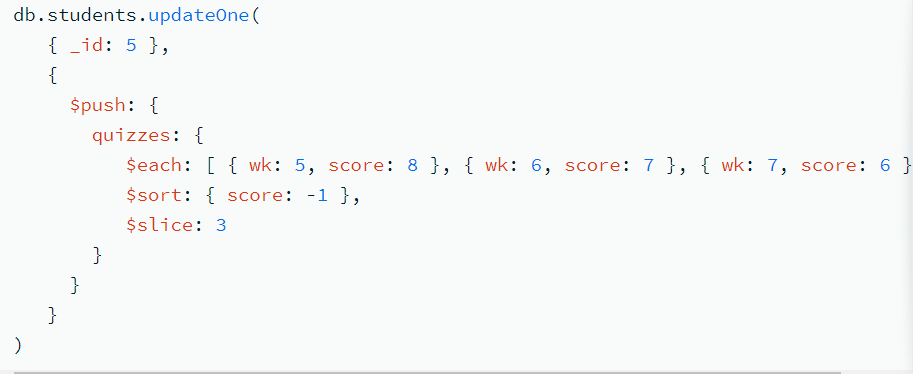 db.students.updateOne(
{ _id: 5 },
{
$push: {
quizzes: {
$each: [ { wk: 5, score: 8 }, { wk: 6, score: 7 }, { wk: 7, score: 6 }
$sort: { score: -1 },
$slice: 3
}
}
}
)